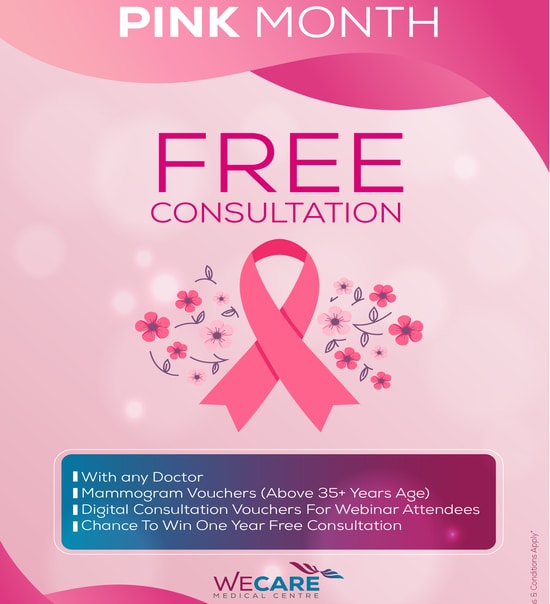 PINK MONTH
FREE
CONSULTATION
With any Doctor
Mammogram Vouchers (Above 35+ Years Age)
Digital Consultation Vouchers For Webinar Attendees
Chance To Win One Year Free Consultation
WECARE
MEDICAL CENTRE
& Conditions Apply*